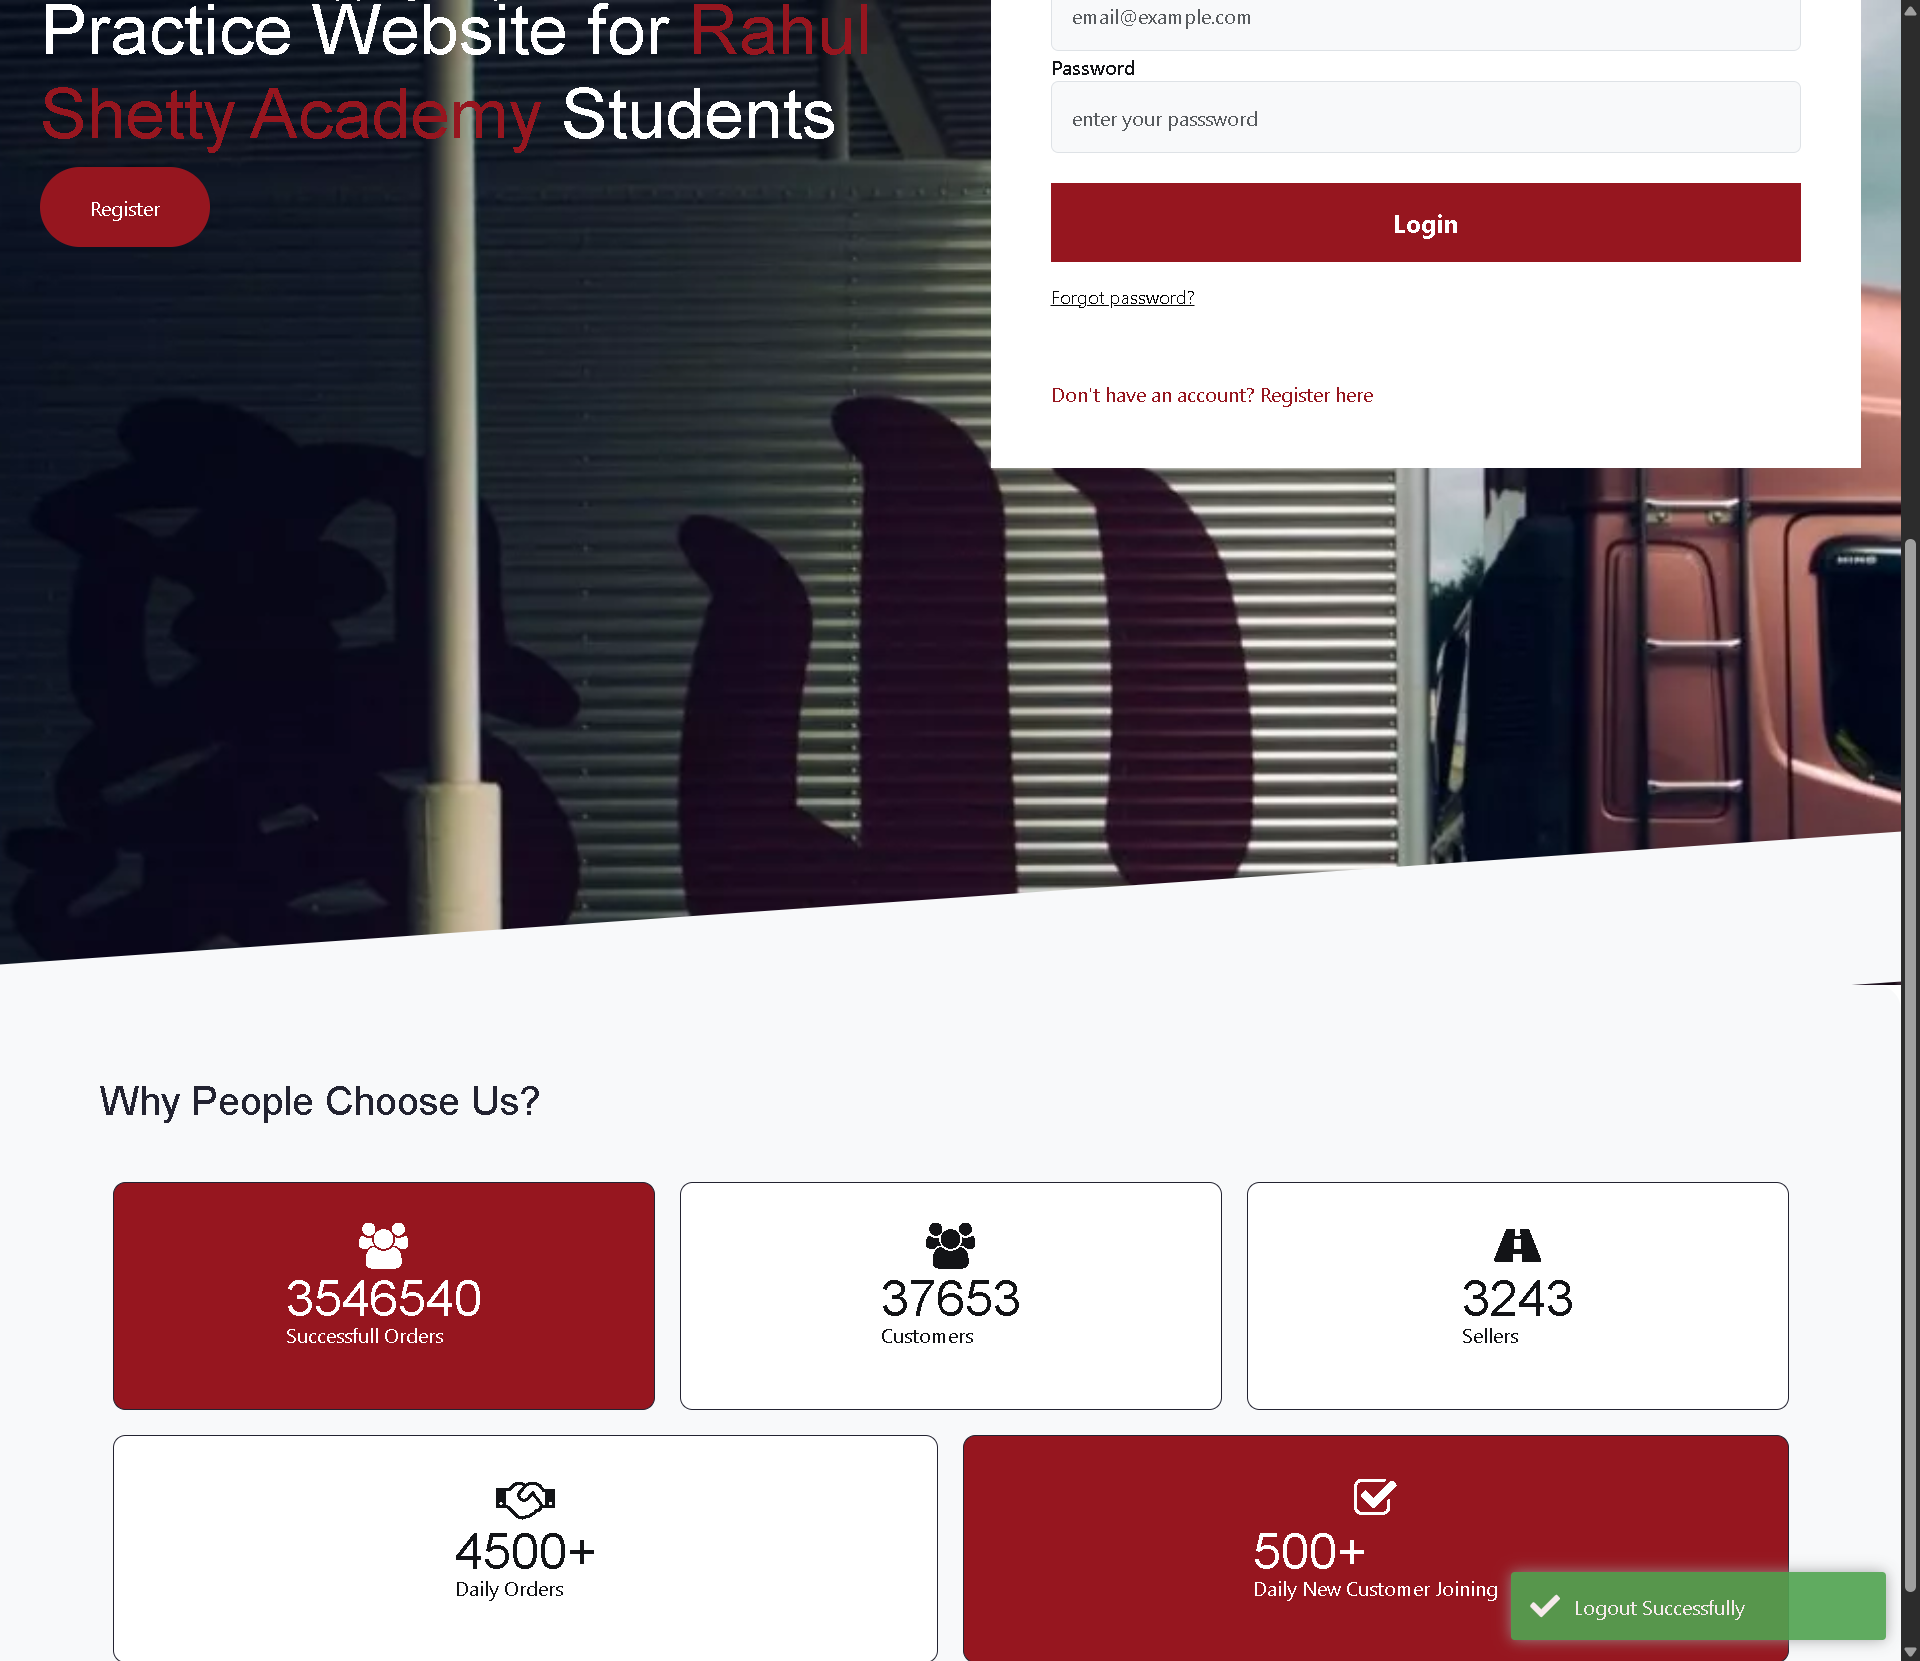 Practice Website for Rahul
Shetty Academy Students
Register
email@example.com
Password
enter your passsword
Login
Forgot password?
Don't have an account? Register here
HINO
Why People Choose Us?
3546540
Successfull Orders
37653
Customers
3243
Sellers
4500+
Daily Orders
500+
Daily New Customer Joining
Logout Successfully